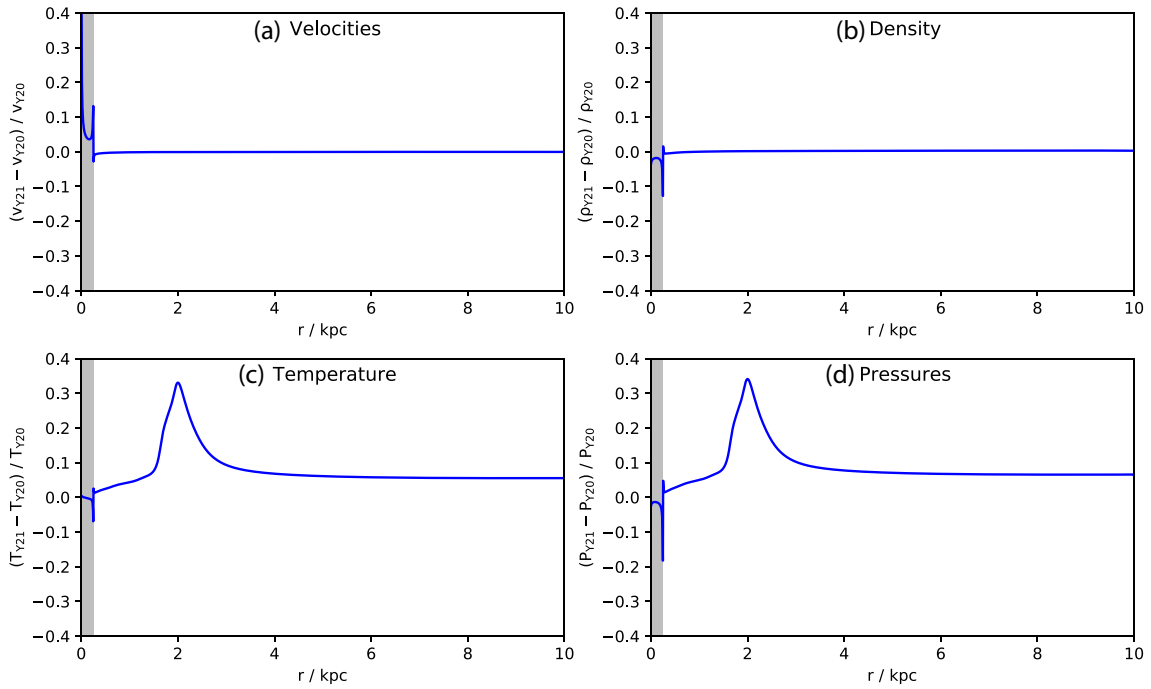 (a) Velocities
0.4
0.3
0.2
0.1
0.0
−0.1
−0.2
−0.3
−0.4
(vY21 − vY20) / vY20
0 2 4 6 8 10
r / kpc
(b) Density
0.4
0.3
0.2
0.1
0.0
−0.1
−0.2
−0.3
−0.4
(ρY21 − ρY20) / ρY20
0 2 4 6 8 10
r / kpc
(c) Temperature
0.4
0.3
0.2
0.1
0.0
−0.1
−0.2
−0.3
−0.4
(TY21 − TY20) / TY20
0 2 4 6 8 10
r / kpc
(d) Pressures
0.4
0.3
0.2
0.1
0.0
−0.1
−0.2
−0.3
−0.4
(PY21 − PY20) / PY20
0 2 4 6 8 10
r / kpc